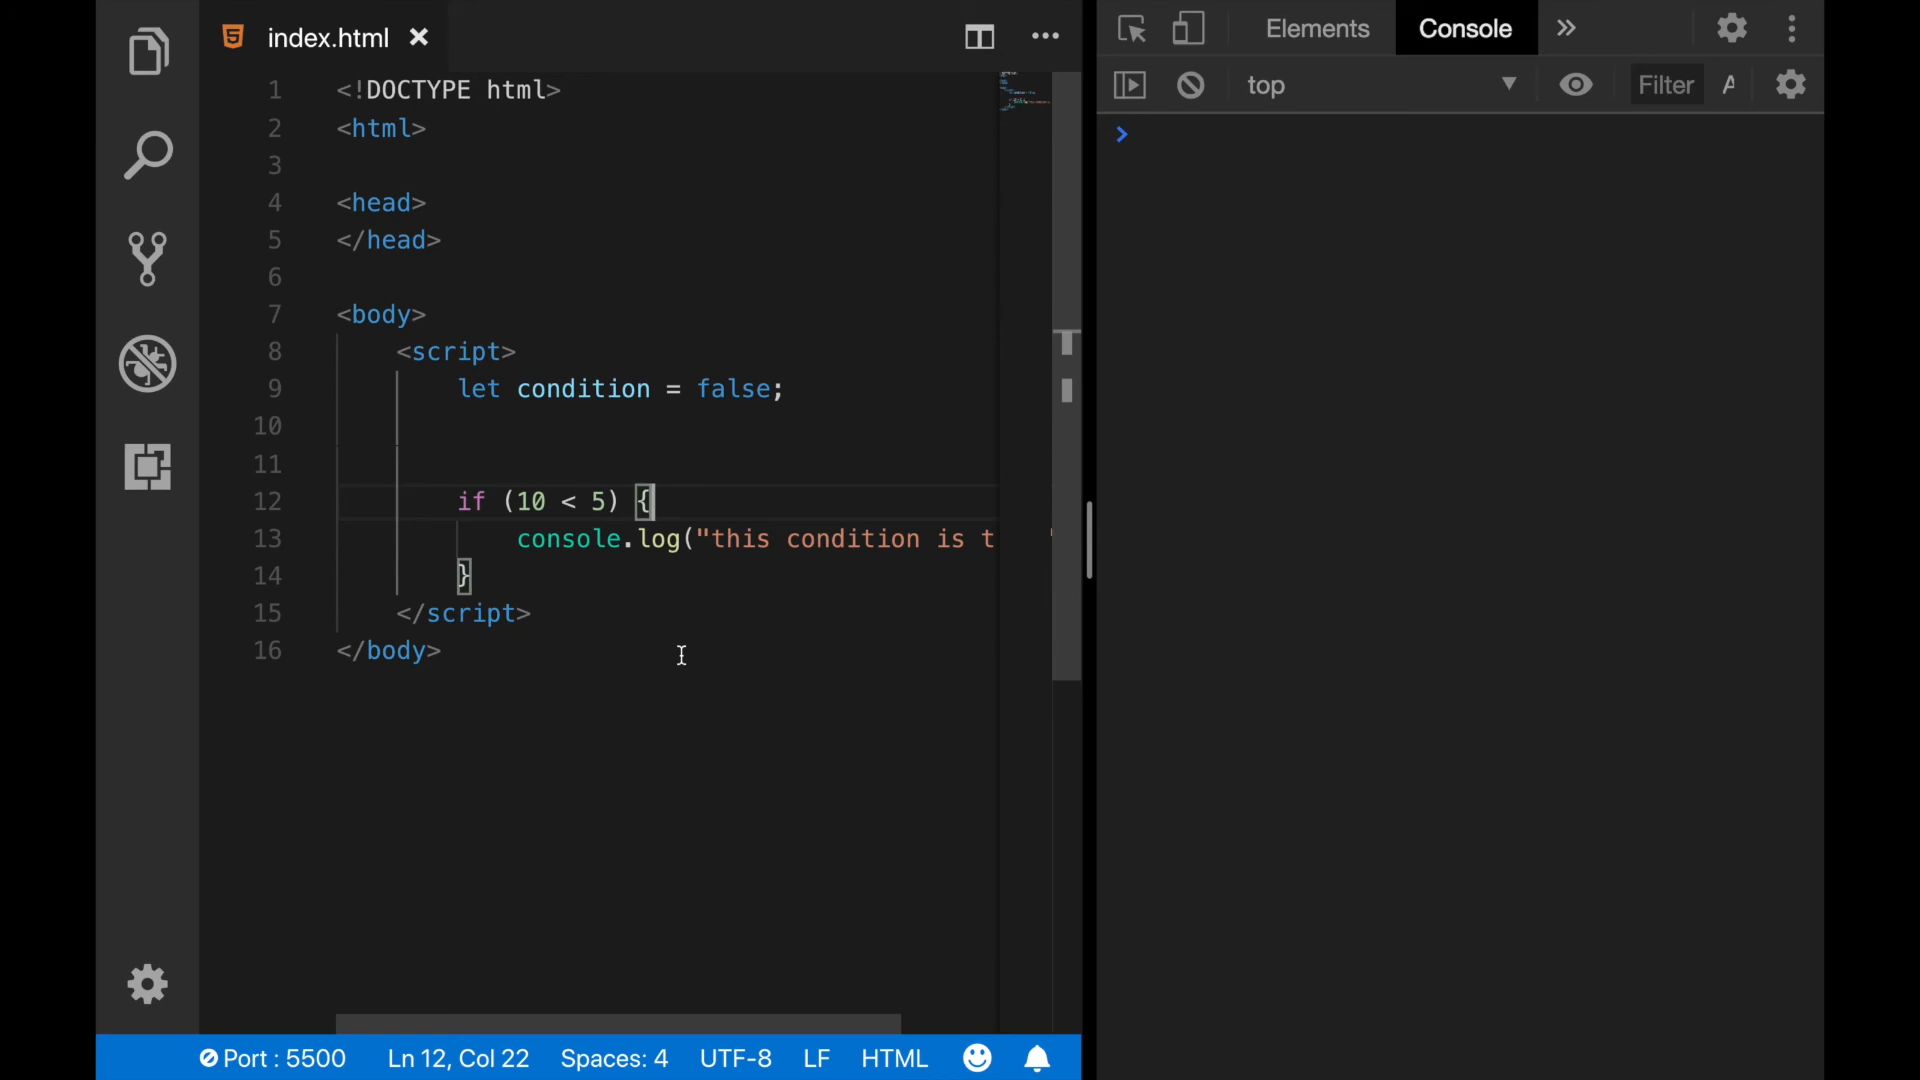 index.html
1 <!DOCTYPE html>
2 <html>
3
4 <head>
5 </head>
6
7 <body>
8 <script>
9 let condition = false;
10
11
12 if (10 < 5) {
13 console.log("this condition is t
14 }
15 </script>
16 </body>
Port : 5500 Ln 12, Col 22 Spaces: 4 UTF-8 LF HTML
Elements Console
top Filter